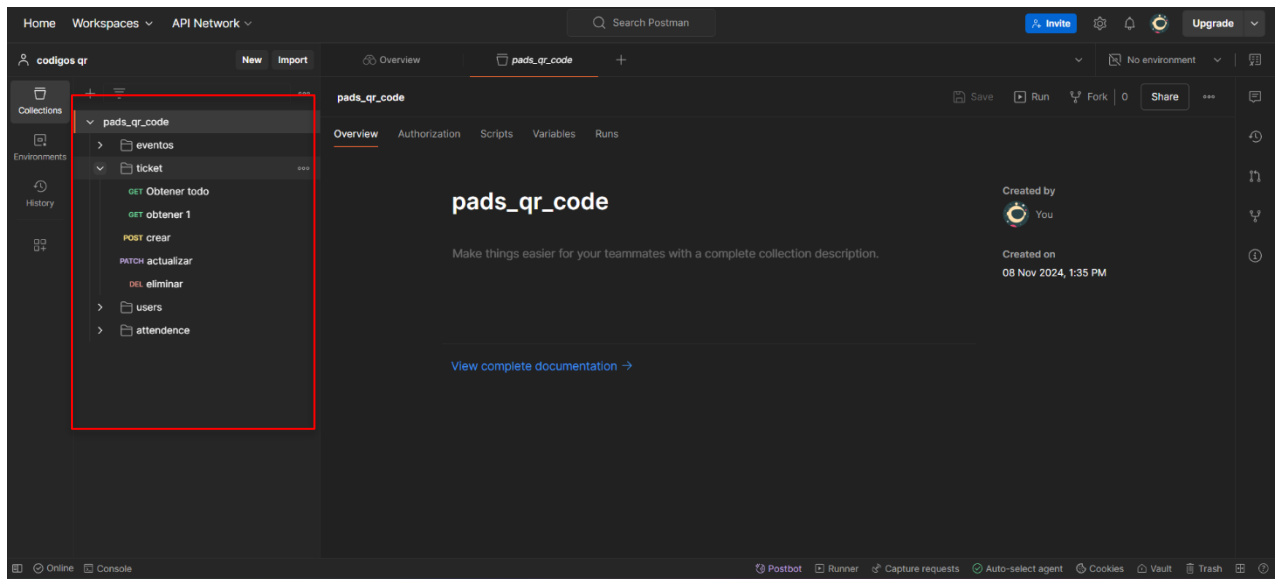 Home Workspaces API Network Search Postman Invite Upgrade
codigos qr New Import Overview pads_qr_code No environment
Collections
pads_qr_code Save Run Fork 0 Share
pads_qr_code
Overview Authorization Scripts Variables Runs
eventos
Environments
ticket
GET Obtener todo
Created by
History
pads_qr_code
GET obtener 1
You
POST crear
Make things easier for your teammates with a complete collection description.
Created on
PATCH actualizar
08 Nov 2024, 1:35 PM
DEL eliminar
users
attendence
View complete documentation →
Online Console Postbot Runner Capture requests Auto-select agent Cookies Vault Trash